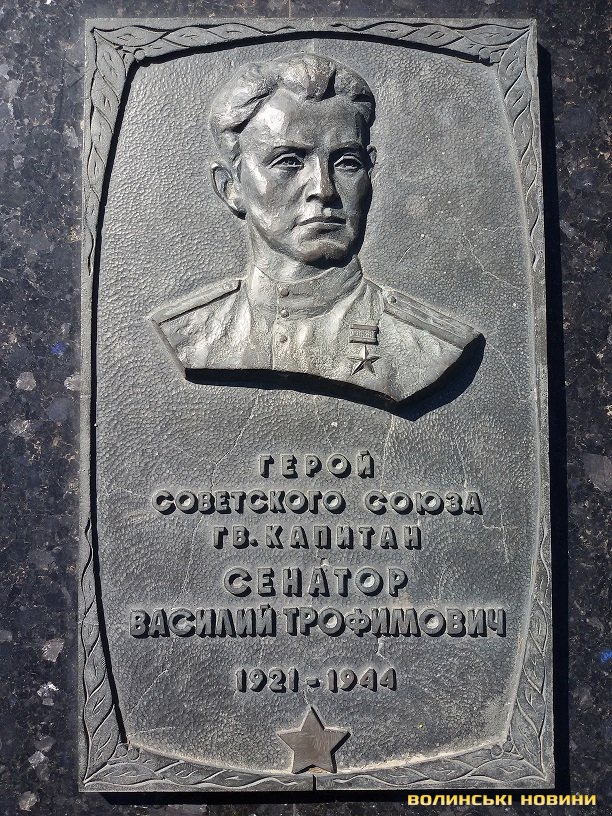 ГЕРОЙ
СОВЕТСКОГО СОЮЗА
ГВ. КАПИТАН
СЕНАТОР
ВАСИЛИЙ ТРОФИМОВИЧ
1921-1944
ВОЛИНСЬКІ НОВИНИ